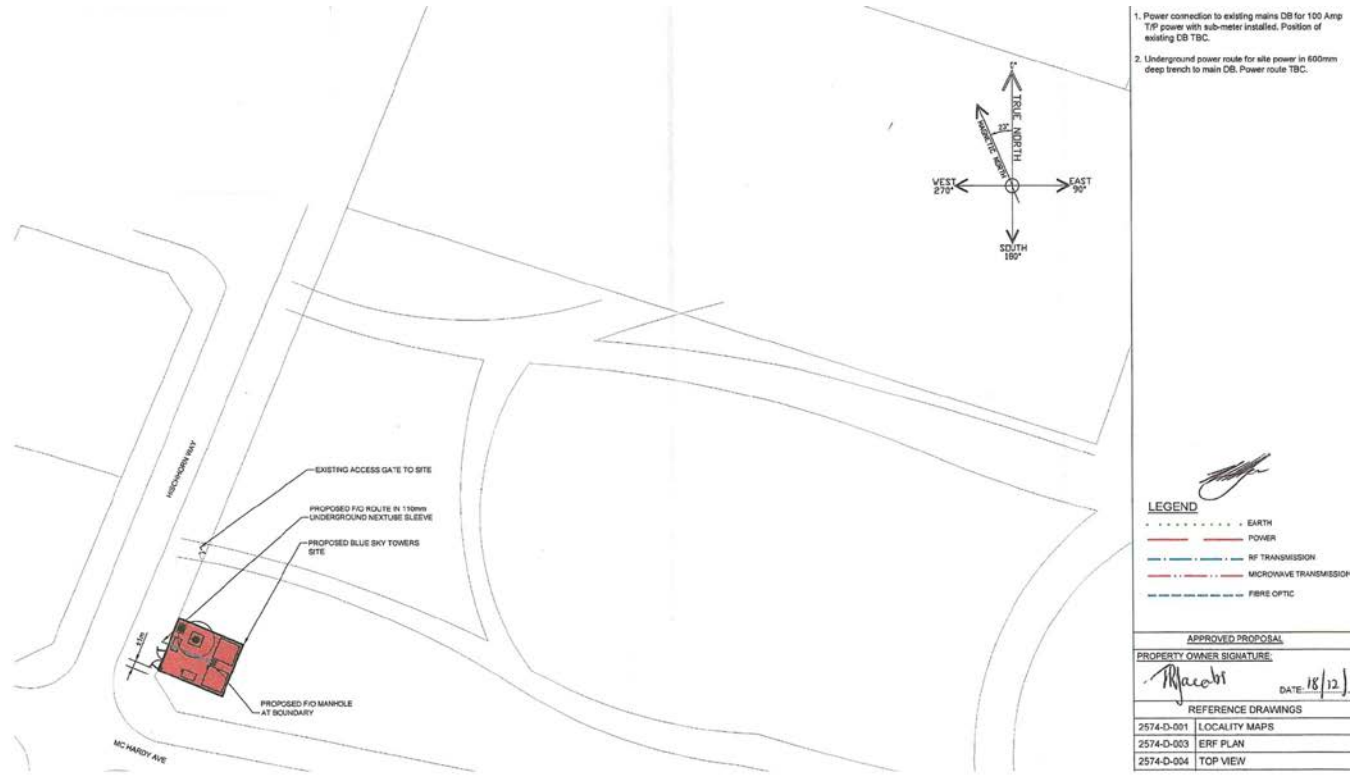 1. Power connection to existing mains DB for 100 Amp
T/P power with sub-meter installed. Position of
existing DB TBC.
2. Underground power route for site power in 600mm
deep trench to main DB. Power route TBC.
TRUE NORTH
MAGNETIC NORTH
23°
WEST
270°
EAST
90°
SOUTH
180°
HISCHHORN WAY
EXISTING ACCESS GATE TO SITE
PROPOSED F/O ROUTE IN 110mm
UNDERGROUND NEXTUBE SLEEVE
PROPOSED BLUE SKY TOWERS
SITE
PROPOSED F/O MANHOLE
AT BOUNDARY
MC HARDY AVE
LEGEND
EARTH
POWER
RF TRANSMISSION
MICROWAVE TRANSMISSION
FIBRE OPTIC
APPROVED PROPOSAL
PROPERTY OWNER SIGNATURE:
Jacobs
DATE: 18/12/
REFERENCE DRAWINGS
2574-D-001 LOCALITY MAPS
2574-D-003 ERF PLAN
2574-D-004 TOP VIEW